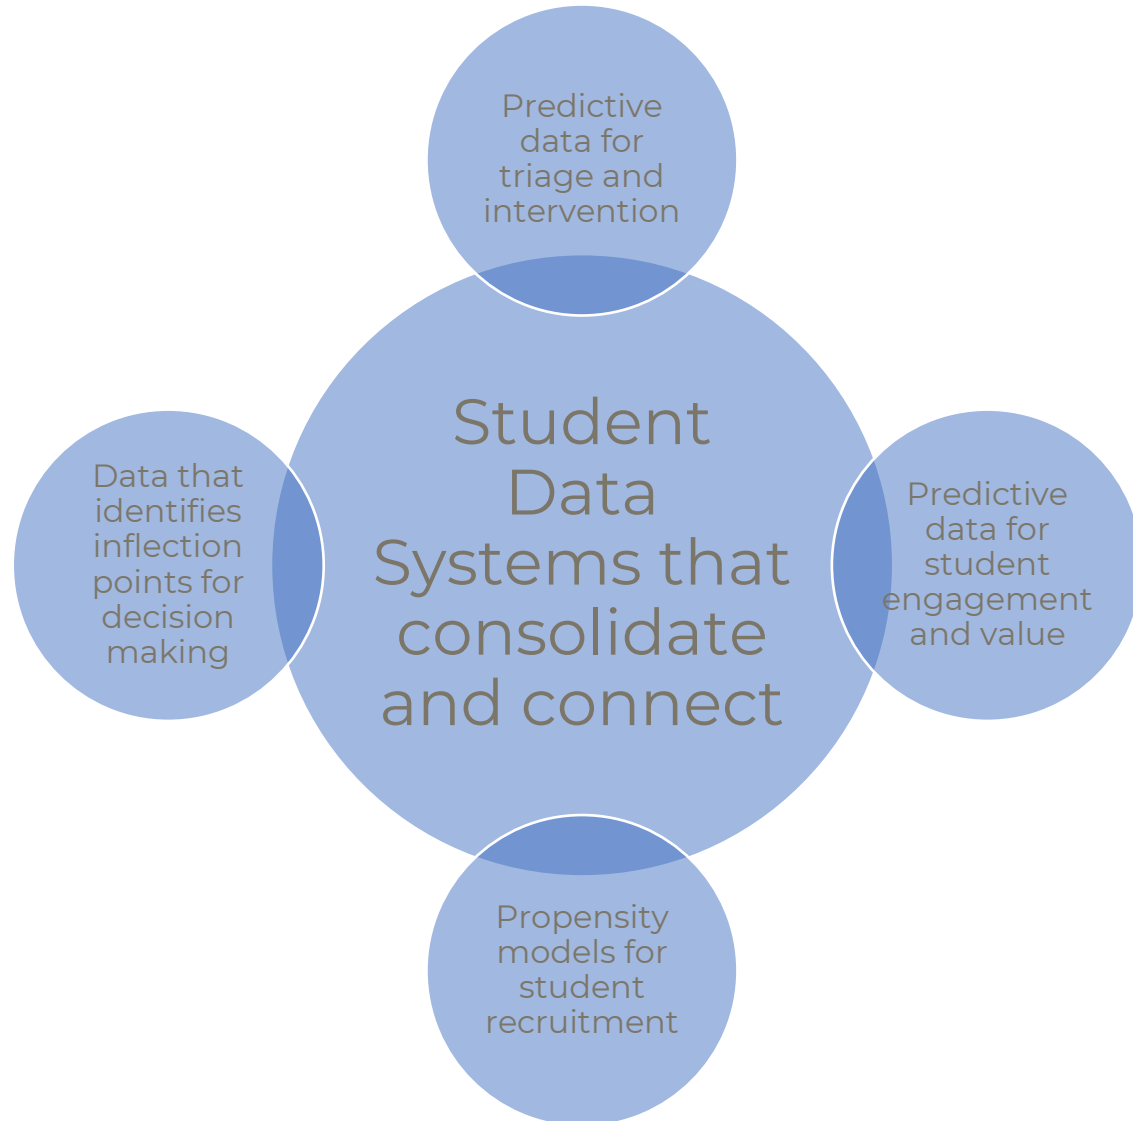 Predictive
data for
triage and
intervention
Data that
identifies
inflection
points for
decision
making
Student
Data
Systems that
consolidate
and connect
Predictive
data for
student
engagement
and value
Propensity
models for
student
recruitment